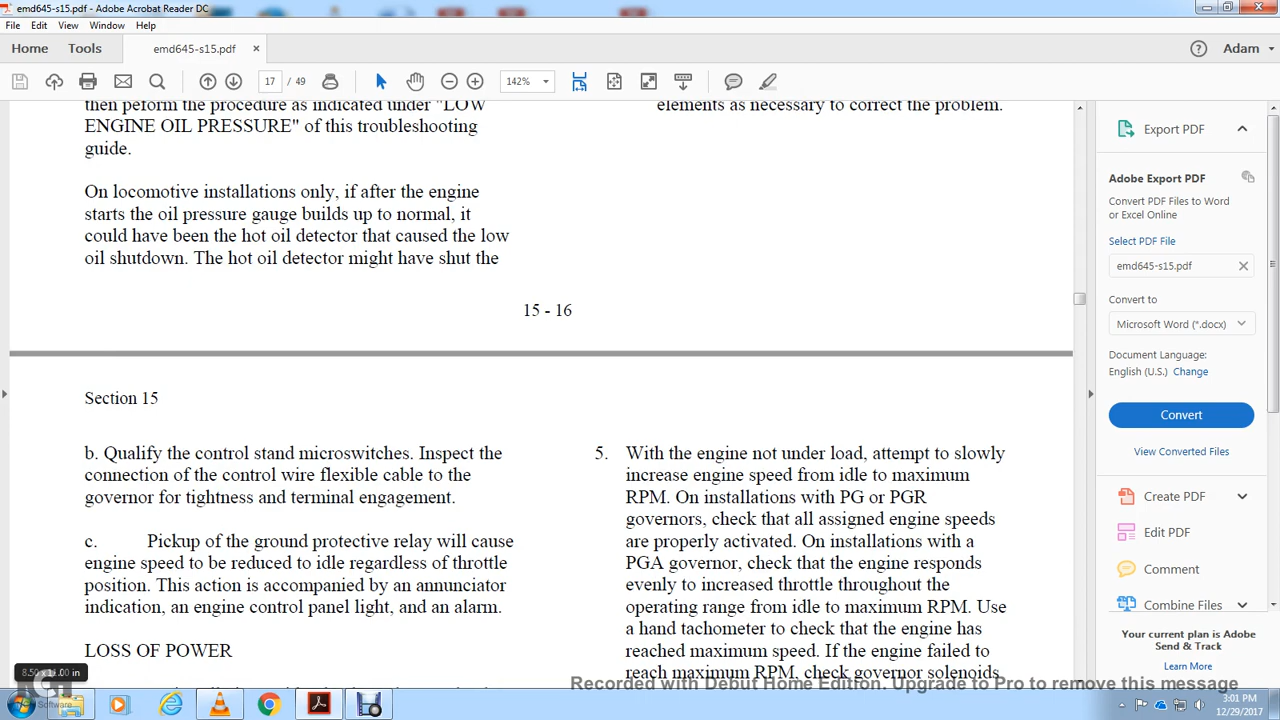 emd645-s15.pdf - Adobe Acrobat Reader DC
File Edit View Window Help
Home Tools emd645-s15.pdf × Adam
17 / 49 142%
then peform the procedure as indicated under "LOW
ENGINE OIL PRESSURE" of this troubleshooting
guide.
On locomotive installations only, if after the engine
starts the oil pressure gauge builds up to normal, it
could have been the hot oil detector that caused the low
oil shutdown. The hot oil detector might have shut the
elements as necessary to correct the problem.
15 - 16
Section 15
b. Qualify the control stand microswitches. Inspect the
connection of the control wire flexible cable to the
governor for tightness and terminal engagement.
c. Pickup of the ground protective relay will cause
engine speed to be reduced to idle regardless of throttle
position. This action is accompanied by an annunciator
indication, an engine control panel light, and an alarm.
LOSS OF POWER
5. With the engine not under load, attempt to slowly
increase engine speed from idle to maximum
RPM. On installations with PG or PGR
governors, check that all assigned engine speeds
are properly activated. On installations with a
PGA governor, check that the engine responds
evenly to increased throttle throughout the
operating range from idle to maximum RPM. Use
a hand tachometer to check that the engine has
reached maximum speed. If the engine failed to
reach maximum RPM, check governor solenoids
8.50 x 11.00 in
Export PDF
Adobe Export PDF
Convert PDF Files to Word
or Excel Online
Select PDF File
emd645-s15.pdf
Convert to
Microsoft Word (*.docx)
Document Language:
English (U.S.) Change
Convert
View Converted Files
Create PDF
Edit PDF
Comment
Combine Files
Your current plan is Adobe
Send & Track
Learn More
Recorded with Debut Home Edition. Upgrade to Pro to remove this message
Software
3:01 PM
12/29/2017